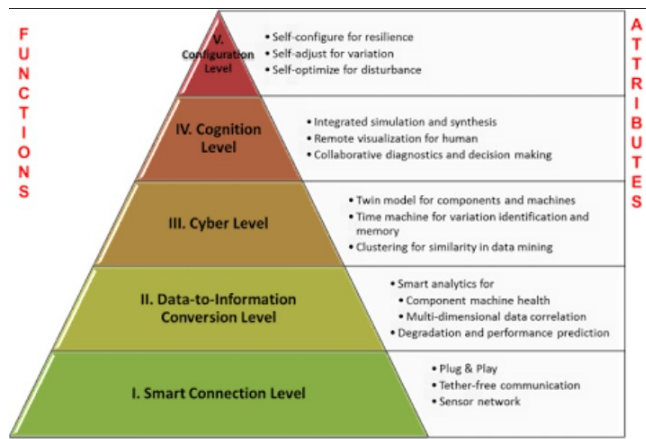 FUNCTIONS
ATTRIBUTES
V.
Configuration
Level
• Self-configure for resilience
• Self-adjust for variation
• Self-optimize for disturbance
IV. Cognition
Level
• Integrated simulation and synthesis
• Remote visualization for human
• Collaborative diagnostics and decision making
III. Cyber Level
• Twin model for components and machines
• Time machine for variation identification and
memory
• Clustering for similarity in data mining
II. Data-to-Information
Conversion Level
• Smart analytics for
• Component machine health
• Multi-dimensional data correlation
• Degradation and performance prediction
I. Smart Connection Level
• Plug & Play
• Tether-free communication
• Sensor network